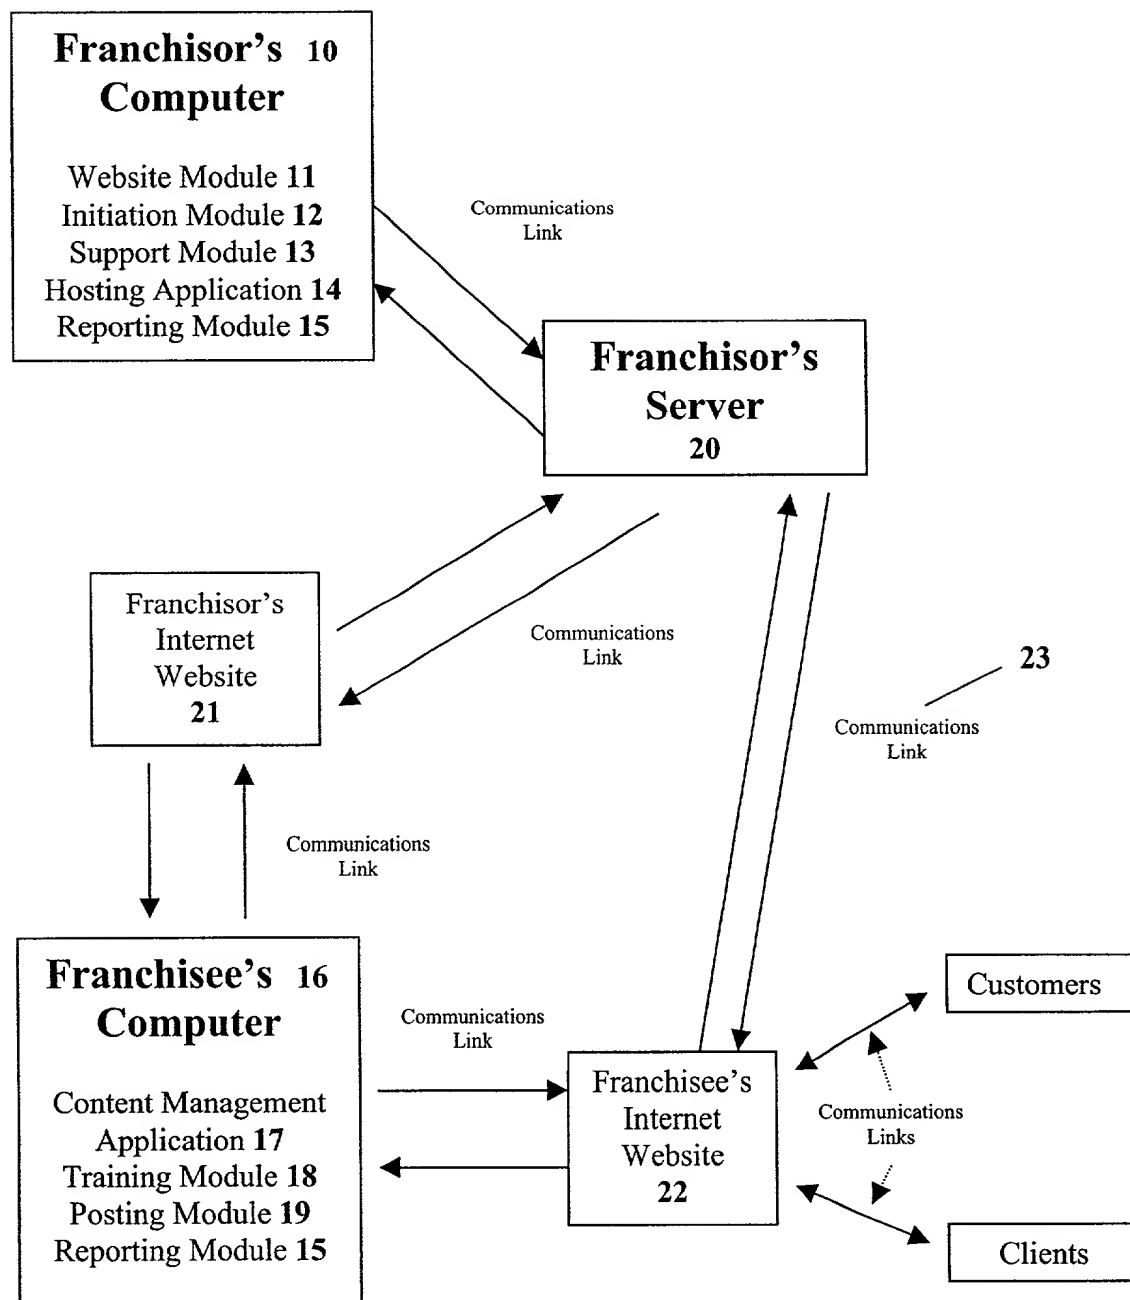 Franchisor's 10
Computer
Website Module 11
Initiation Module 12
Support Module 13
Hosting Application 14
Reporting Module 15
Communications
Link
Franchisor's
Server
20
Franchisor's
Internet
Website
21
Communications
Link
23
Communications
Link
Communications
Link
Franchisee's 16
Computer
Content Management
Application 17
Training Module 18
Posting Module 19
Reporting Module 15
Communications
Link
Franchisee's
Internet
Website
22
Customers
Communications
Links
Clients